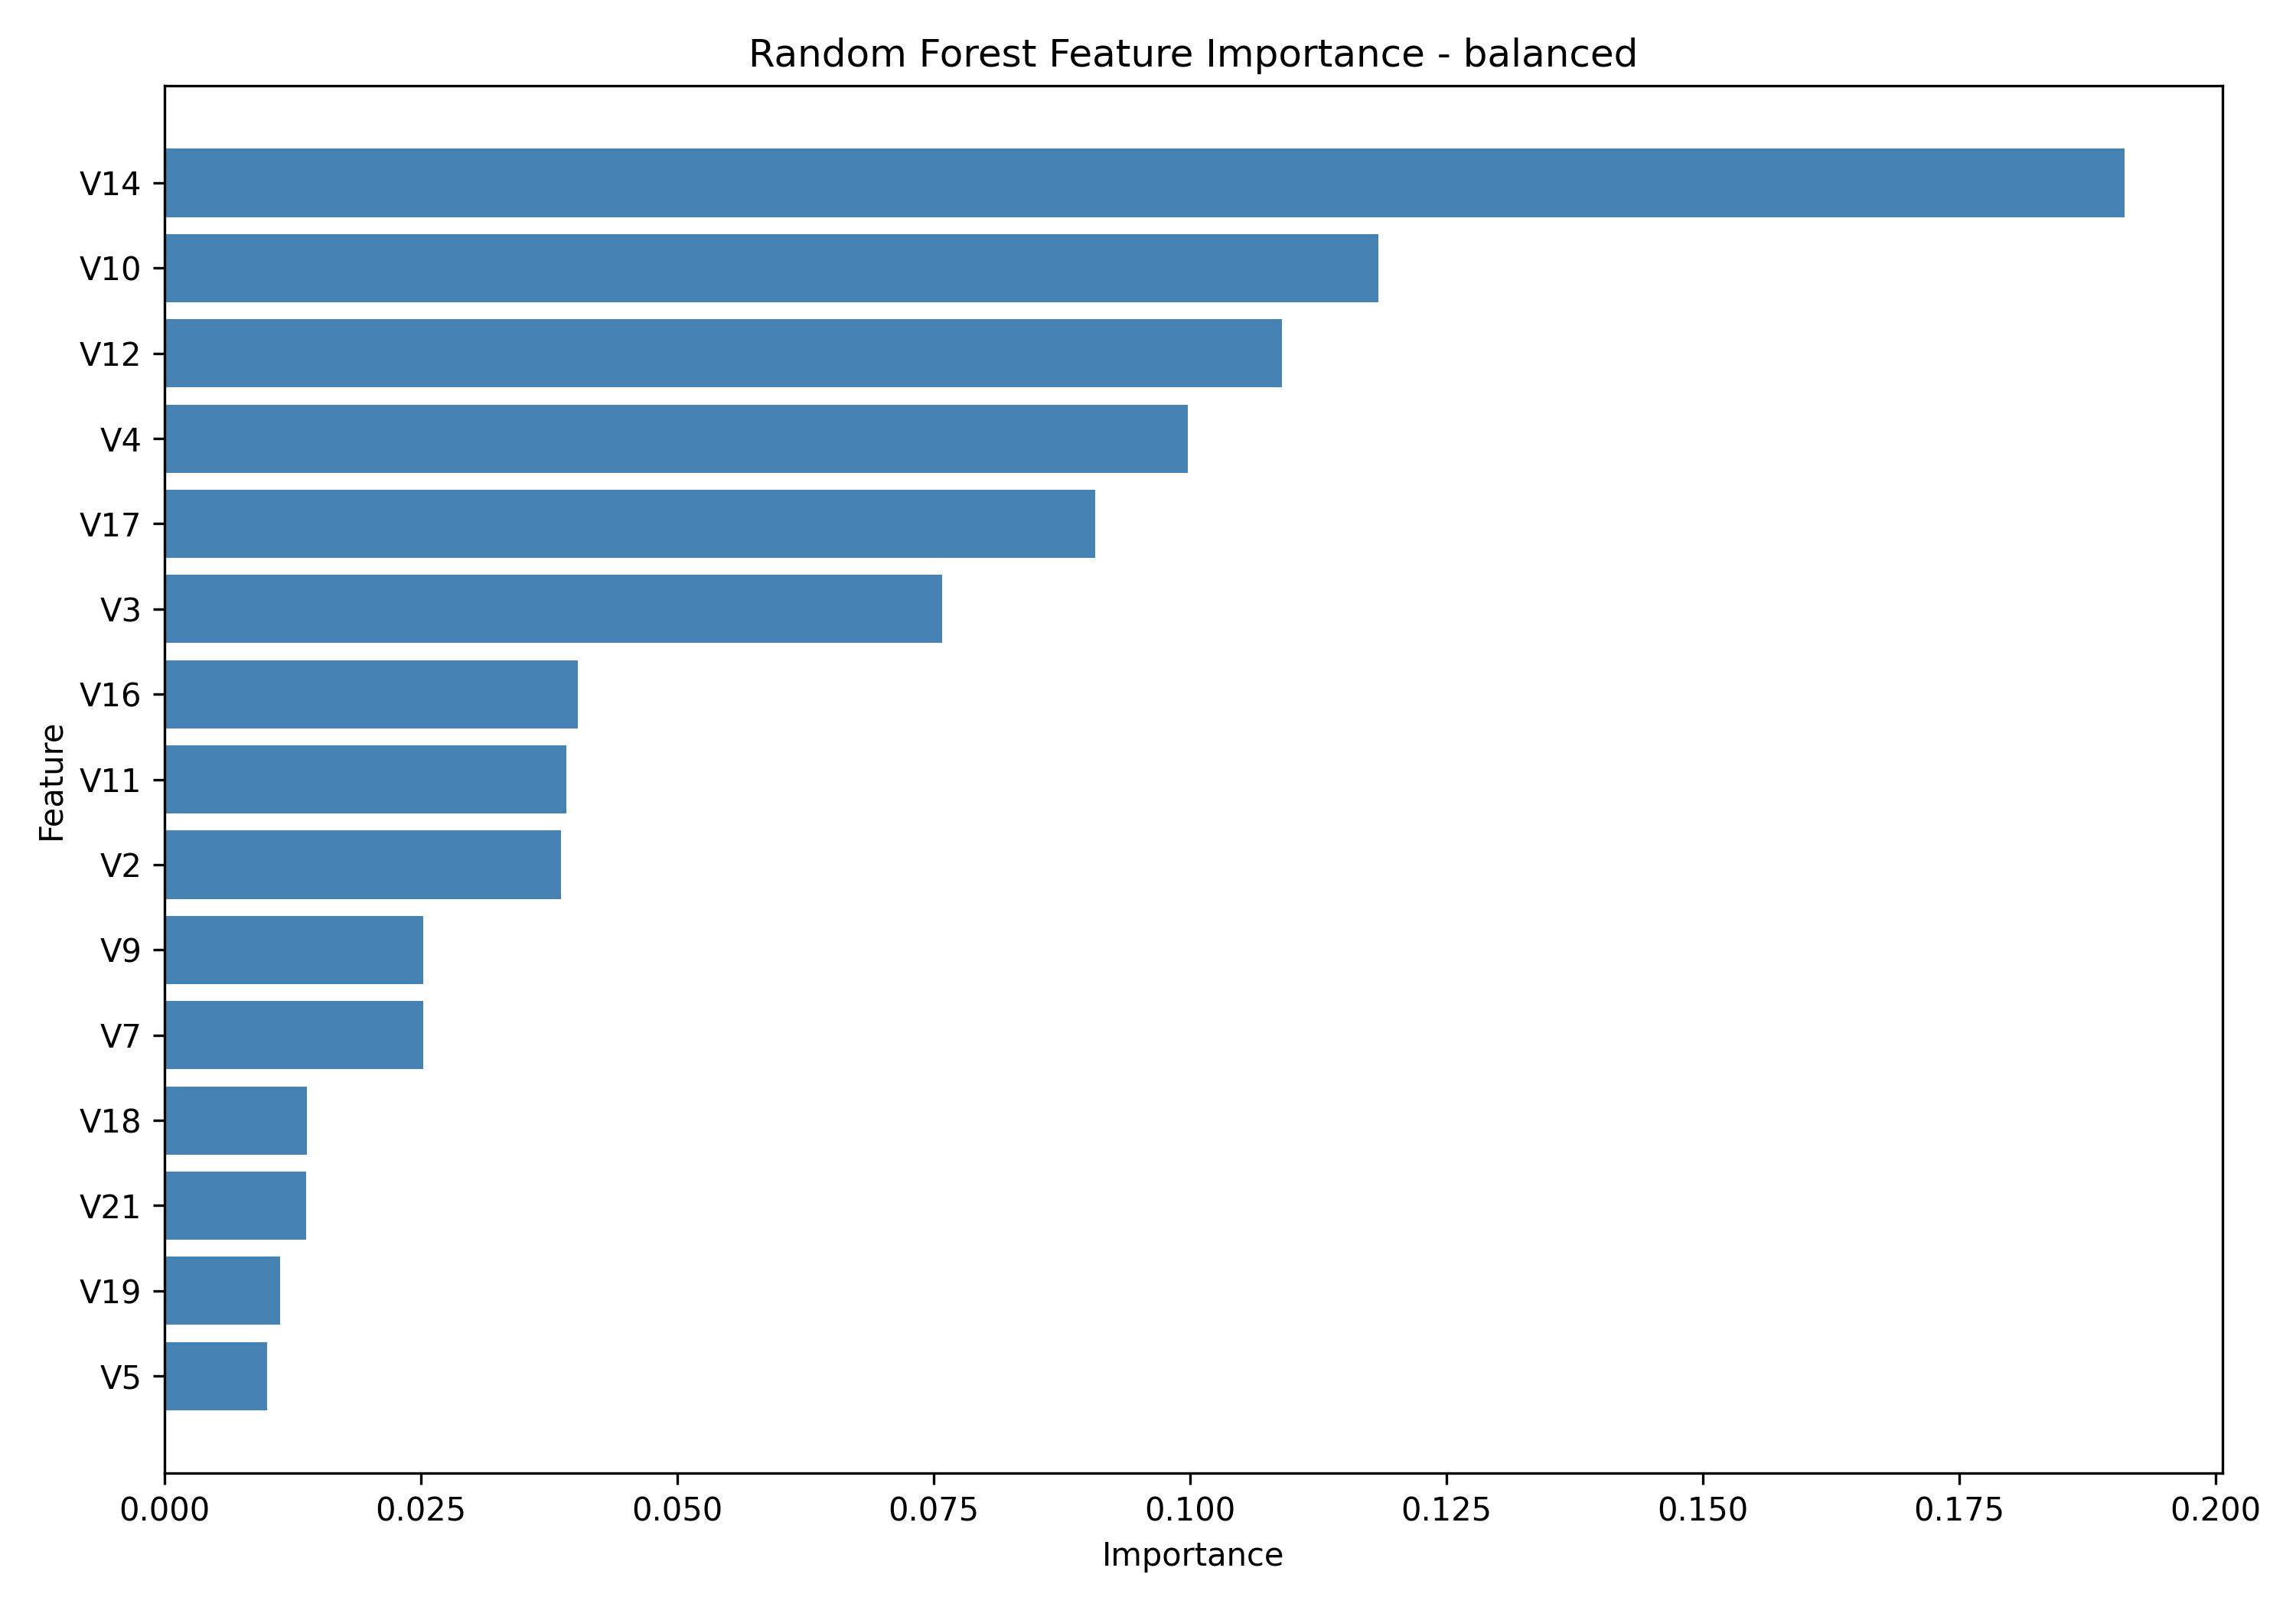 Random Forest Feature Importance - balanced
V14
V10
V12
V4
V17
V3
V16
V11
V2
V9
V7
V18
V21
V19
V5
Feature
0.000 0.025 0.050 0.075 0.100 0.125 0.150 0.175 0.200
Importance